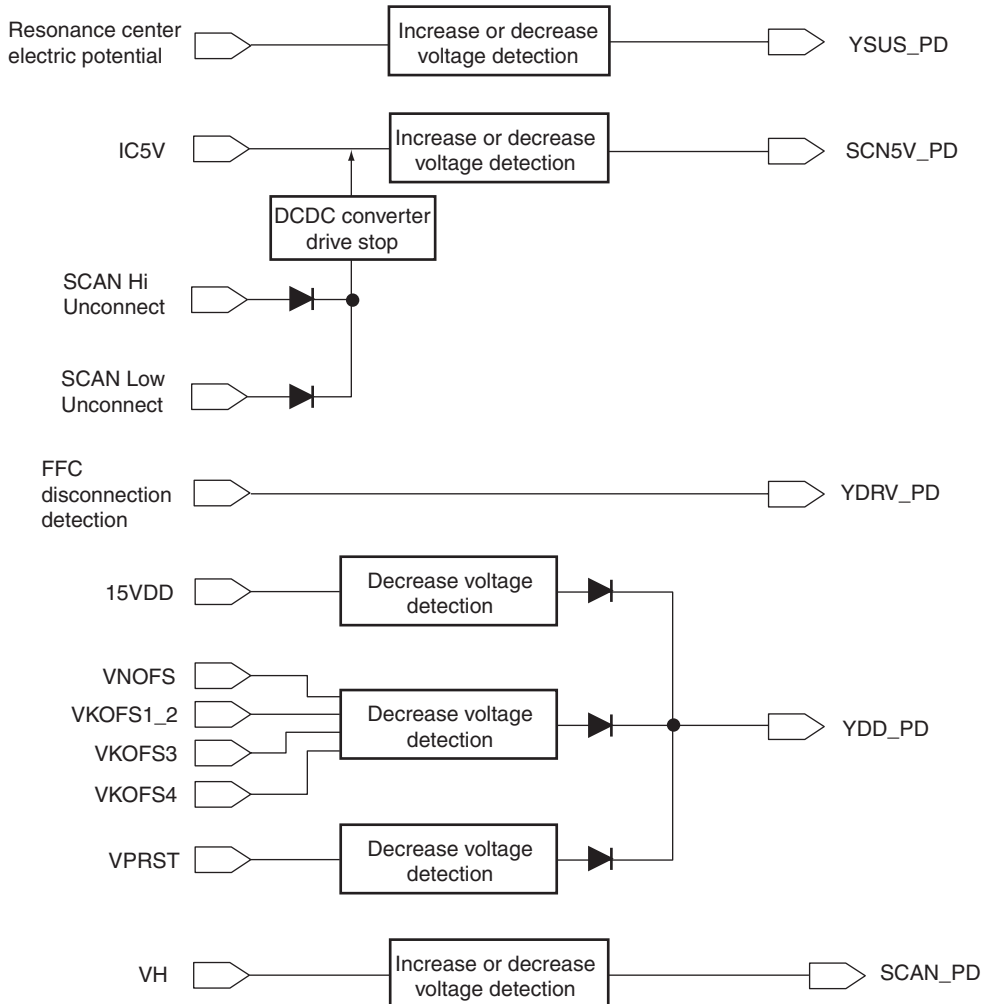 Resonance center
electric potential
Increase or decrease
voltage detection
YSUS_PD
IC5V
Increase or decrease
voltage detection
SCN5V_PD
DCDC converter
drive stop
SCAN Hi
Unconnect
SCAN Low
Unconnect
FFC
disconnection
detection
YDRV_PD
15VDD
Decrease voltage
detection
VNOFS
VKOFS1_2
VKOFS3
VKOFS4
Decrease voltage
detection
YDD_PD
VPRST
Decrease voltage
detection
VH
Increase or decrease
voltage detection
SCAN_PD